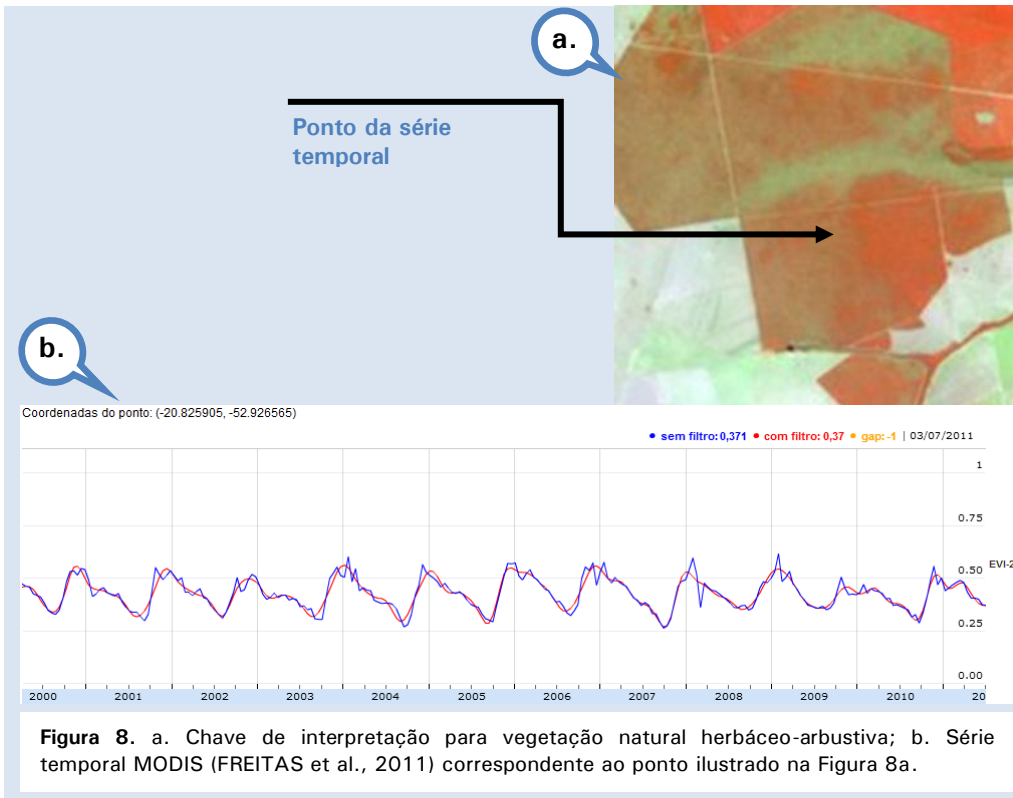 a.
Ponto da série
temporal
b.
Coordenadas do ponto: (-20.825905, -52.926565)
• sem filtro: 0,371 • com filtro: 0,37 • gap: -1 | 03/07/2011
1
0.75
0.50
EVI-2
0.25
0.00
2000 2001 2002 2003 2004 2005 2006 2007 2008 2009 2010 20
Figura 8. a. Chave de interpretação para vegetação natural herbáceo-arbustiva; b. Série
temporal MODIS (FREITAS et al., 2011) correspondente ao ponto ilustrado na Figura 8a.